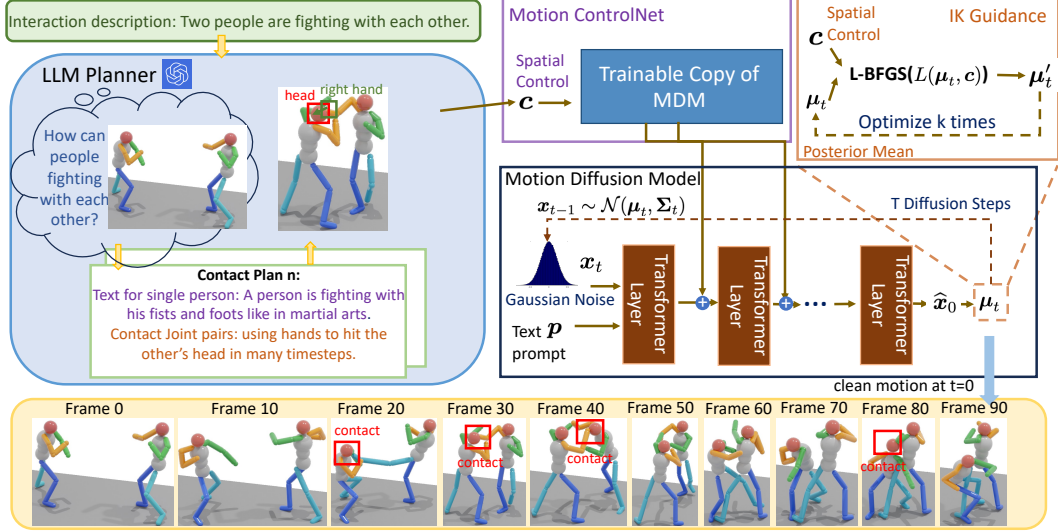 Interaction description: Two people are fighting with each other.
LLM Planner
How can
people
fighting
with each
other?
head
right hand
Contact Plan n:
Text for single person: A person is fighting with
his fists and foots like in martial arts.
Contact Joint pairs: using hands to hit the
other's head in many timesteps.
Motion ControlNet
Spatial
Control
c
Trainable Copy of
MDM
IK Guidance
Spatial
Control
c
μt
L-BFGS(L(μt, c))
μ′t
Optimize k times
Posterior Mean
Motion Diffusion Model
xt−1 ∼ N(μt, Σt)
T Diffusion Steps
xt
Gaussian Noise
Text p
prompt
Transformer
Layer
Transformer
Layer
...
Transformer
Layer
x̂0
μt
clean motion at t=0
Frame 0 Frame 10 Frame 20 Frame 30 Frame 40 Frame 50 Frame 60 Frame 70 Frame 80 Frame 90
contact
contact
contact
contact